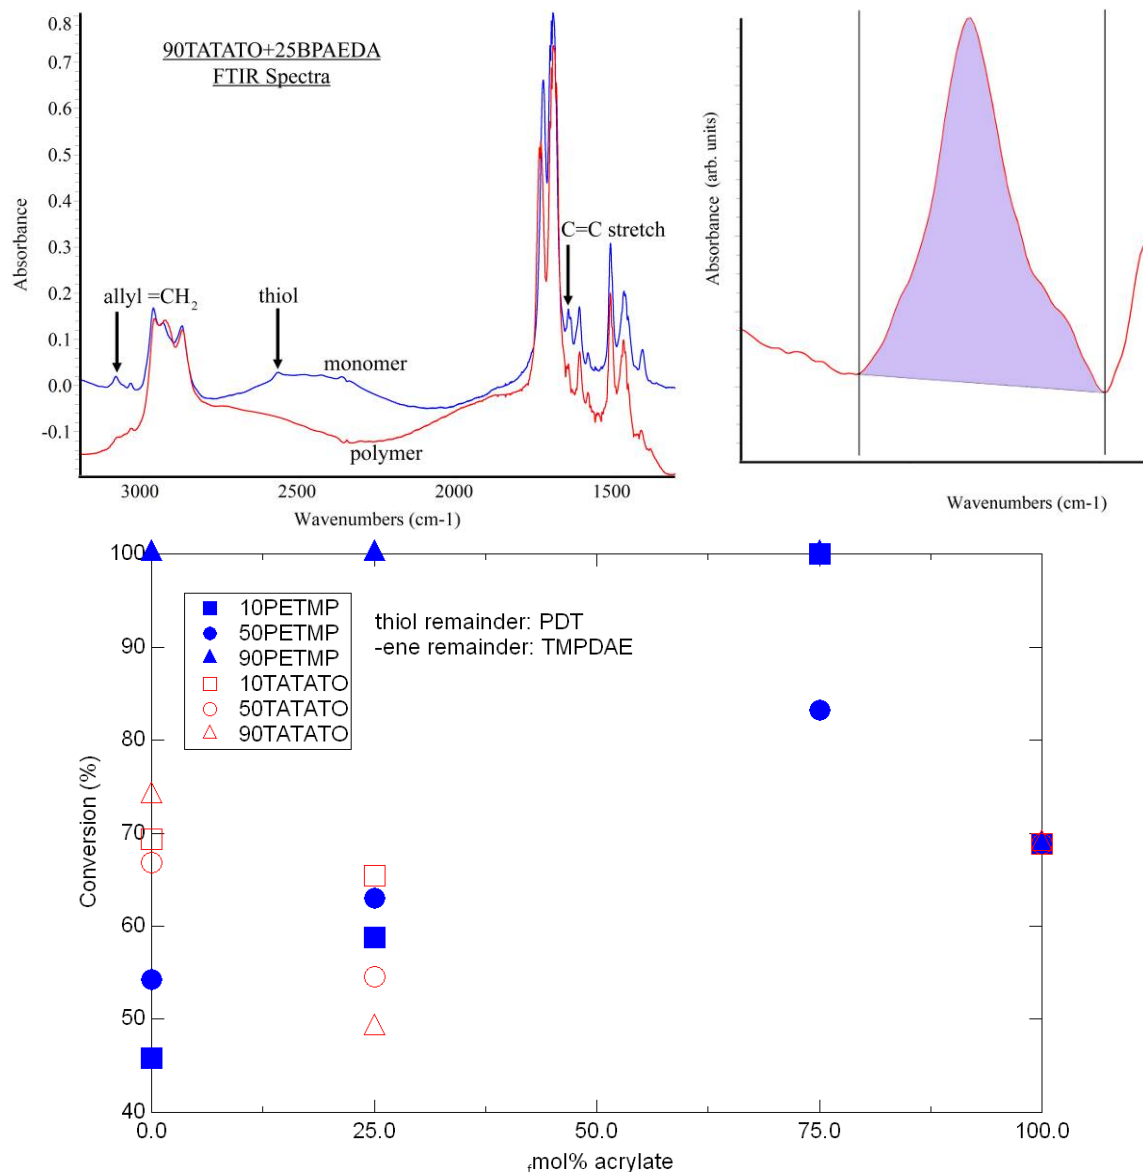 90TATATO+25BPAEDA
FTIR Spectra
0.8
0.7
0.6
0.5
0.4
0.3
0.2
0.1
0.0
-0.1
Absorbance
allyl =CH2
thiol
monomer
polymer
C=C stretch
3000
2500
2000
1500
Wavenumbers (cm-1)
Absorbance (arb. units)
Wavenumbers (cm-1)
100
90
80
70
60
50
40
Conversion (%)
10PETMP
50PETMP
90PETMP
10TATATO
50TATATO
90TATATO
thiol remainder: PDT
-ene remainder: TMPDAE
0.0
25.0
50.0
75.0
100.0
fmol% acrylate